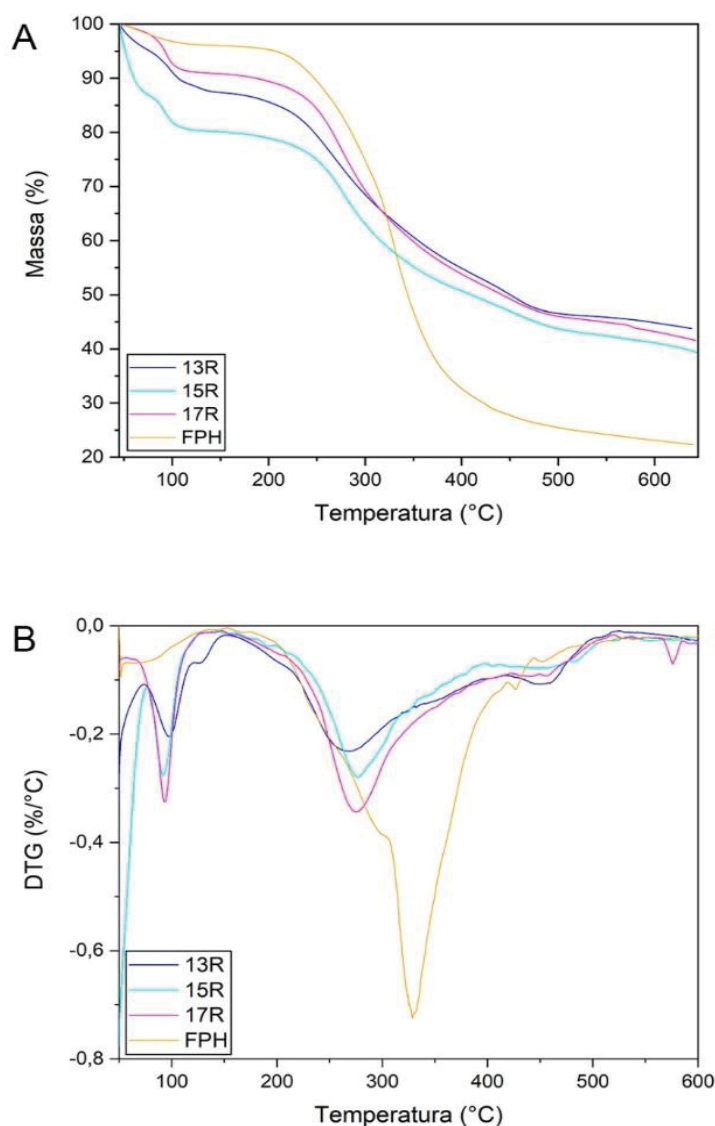 A
100
90
80
70
60
50
40
30
20
Massa (%)
13R
15R
17R
FPH
100
200
300
400
500
600
Temperatura (°C)
B
0,0
-0,2
-0,4
-0,6
-0,8
DTG (%/°C)
13R
15R
17R
FPH
100
200
300
400
500
600
Temperatura (°C)